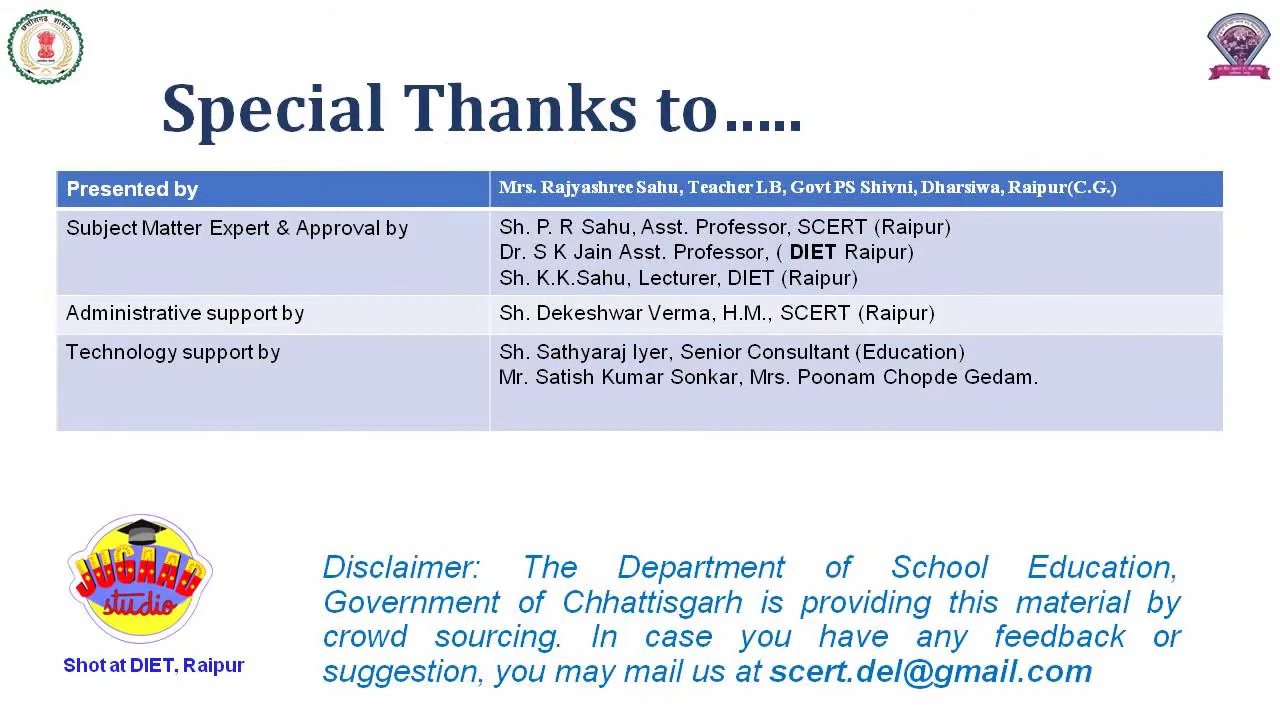 छत्तीसगढ़ शासन
Special Thanks to…..
Presented by
Mrs. Rajyashree Sahu, Teacher LB, Govt PS Shivni, Dharsiwa, Raipur(C.G.)
Subject Matter Expert & Approval by
Sh. P. R Sahu, Asst. Professor, SCERT (Raipur)
Dr. S K Jain Asst. Professor, ( DIET Raipur)
Sh. K.K.Sahu, Lecturer, DIET (Raipur)
Administrative support by
Sh. Dekeshwar Verma, H.M., SCERT (Raipur)
Technology support by
Sh. Sathyaraj Iyer, Senior Consultant (Education)
Mr. Satish Kumar Sonkar, Mrs. Poonam Chopde Gedam.
JUGAAD
studio
Shot at DIET, Raipur
Disclaimer: The Department of School Education,
Government of Chhattisgarh is providing this material by
crowd sourcing. In case you have any feedback or
suggestion, you may mail us at scert.del@gmail.com